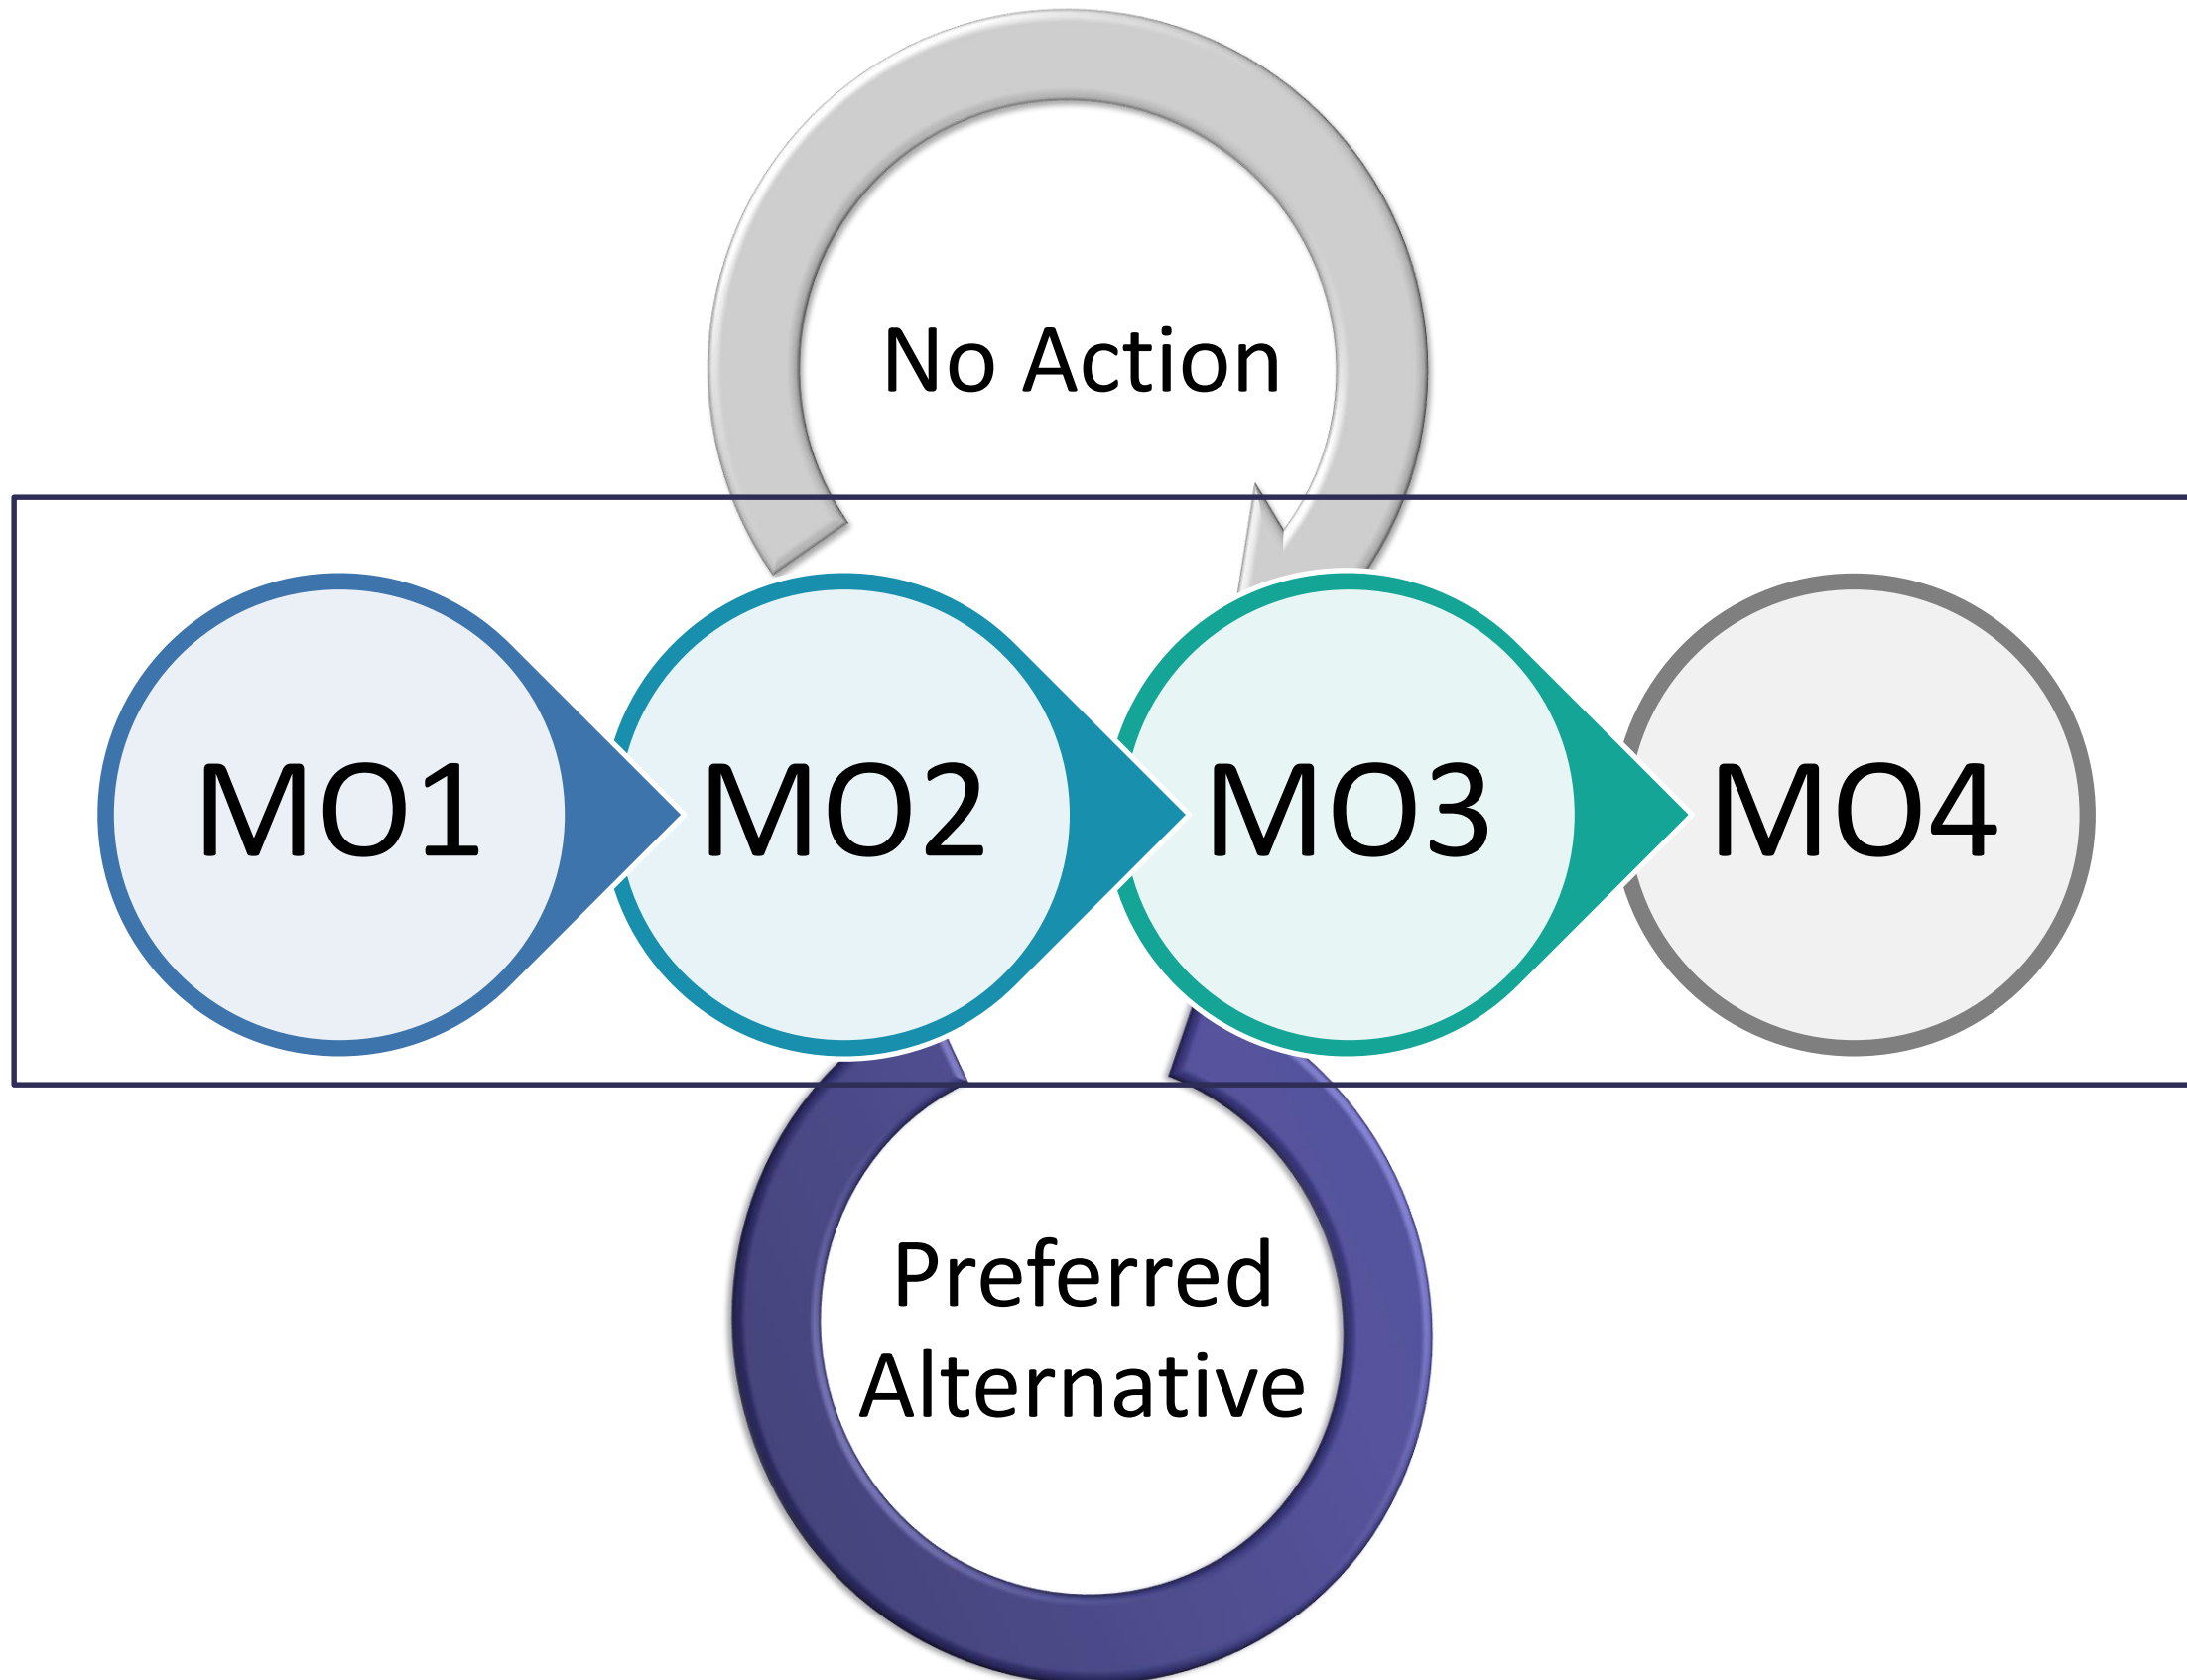 No Action
MO1
MO2
MO3
MO4
Preferred
Alternative